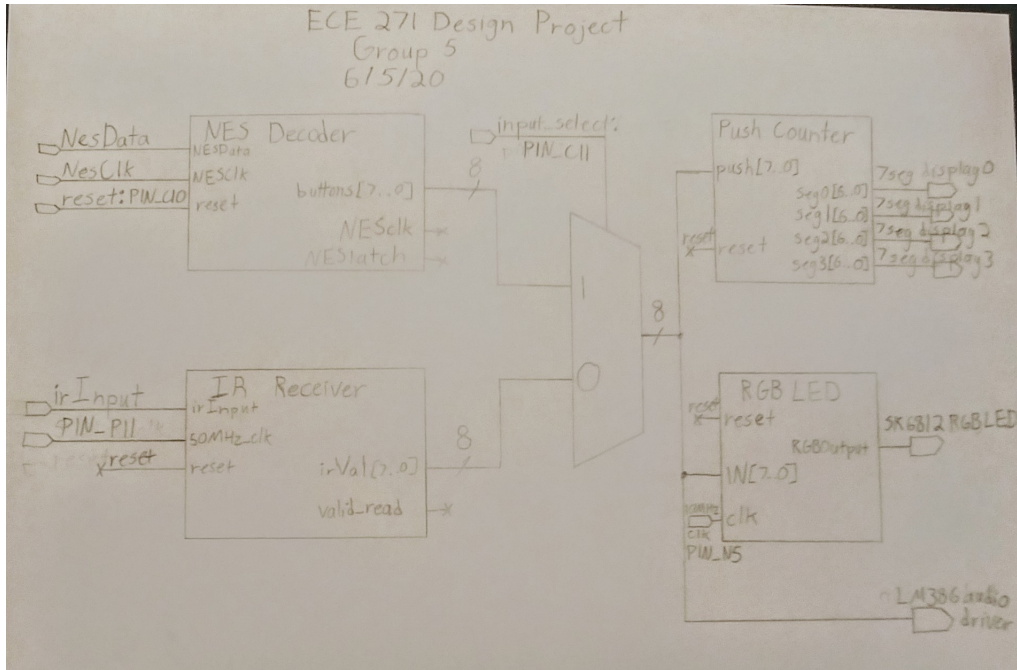 ECE 271 Design Project
Group 5
6/5/20
NesData
NesClk
reset: PIN_C10
NES Decoder
NESData
NESClk
reset
buttons[7..0]
NESclk
NESlatch
8
input_select:
PIN_C11
1
0
8
Push Counter
push[7..0]
reset
reset
seg0[6..0]
seg1[6..0]
seg2[6..0]
seg3[6..0]
7seg display0
7seg display1
7seg display2
7seg display3
irInput
PIN_P11
reset
IR Receiver
irInput
50MHz_clk
reset
irVal[7..0]
valid_read
8
RGB LED
reset
reset
RGBOutput
IN[7..0]
clk
clk
PIN_N5
SK6812 RGBLED
LM386 audio
driver